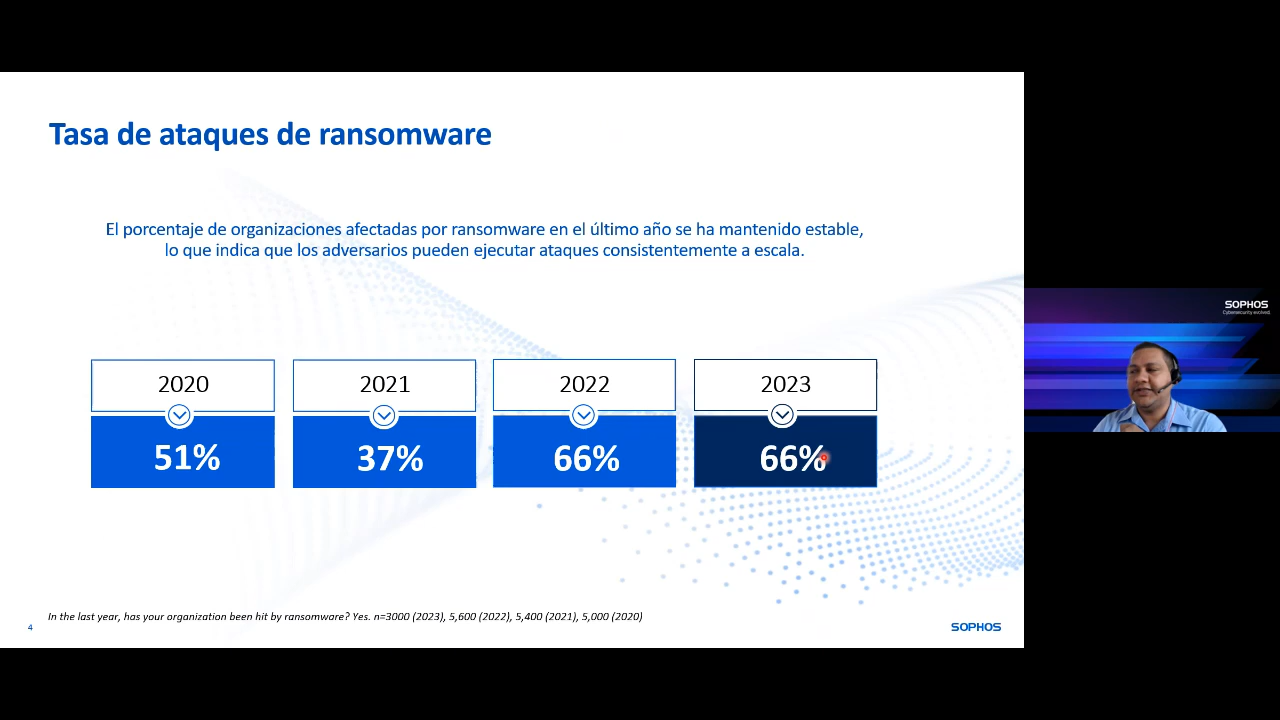 Tasa de ataques de ransomware
El porcentaje de organizaciones afectadas por ransomware en el último año se ha mantenido estable,
lo que indica que los adversarios pueden ejecutar ataques consistentemente a escala.
2020
2021
2022
2023
51%
37%
66%
66%
In the last year, has your organization been hit by ransomware? Yes. n=3000 (2023), 5,600 (2022), 5,400 (2021), 5,000 (2020)
4
SOPHOS
SOPHOS
Cybersecurity evolved.